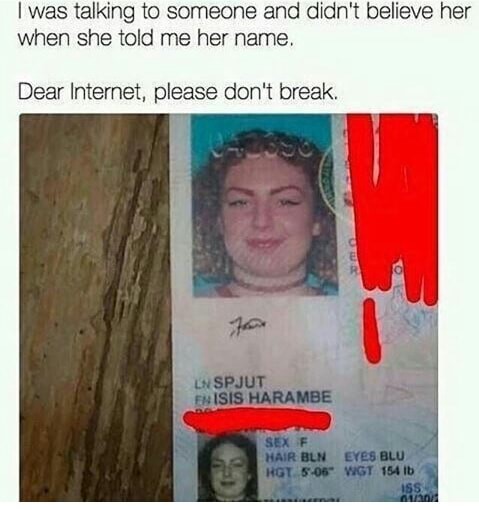 I was talking to someone and didn't believe her
when she told me her name.
Dear Internet, please don't break.
LN SPJUT
FN ISIS HARAMBE
SEX F
HAIR BLN EYES BLU
HGT 5'-06" WGT 154 lb
ISS